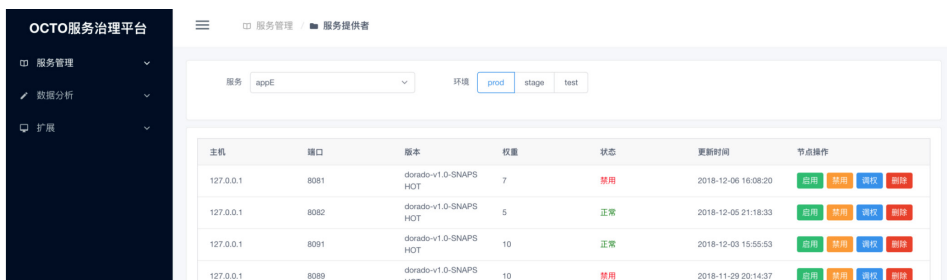 OCTO服务治理平台
服务管理 / 服务提供者
服务管理
数据分析
扩展
服务 appE 环境 prod stage test
主机 端口 版本 权重 状态 更新时间 节点操作
127.0.0.1 8081 dorado-v1.0-SNAPS 7 禁用 2018-12-06 16:08:20 启用 禁用 调权 删除
HOT
127.0.0.1 8082 dorado-v1.0-SNAPS 5 正常 2018-12-05 21:18:33 启用 禁用 调权 删除
HOT
127.0.0.1 8091 dorado-v1.0-SNAPS 10 正常 2018-12-03 15:55:53 启用 禁用 调权 删除
HOT
127.0.0.1 8089 dorado-v1.0-SNAPS 10 禁用 2018-11-29 20:14:37 启用 禁用 调权 删除
HOT